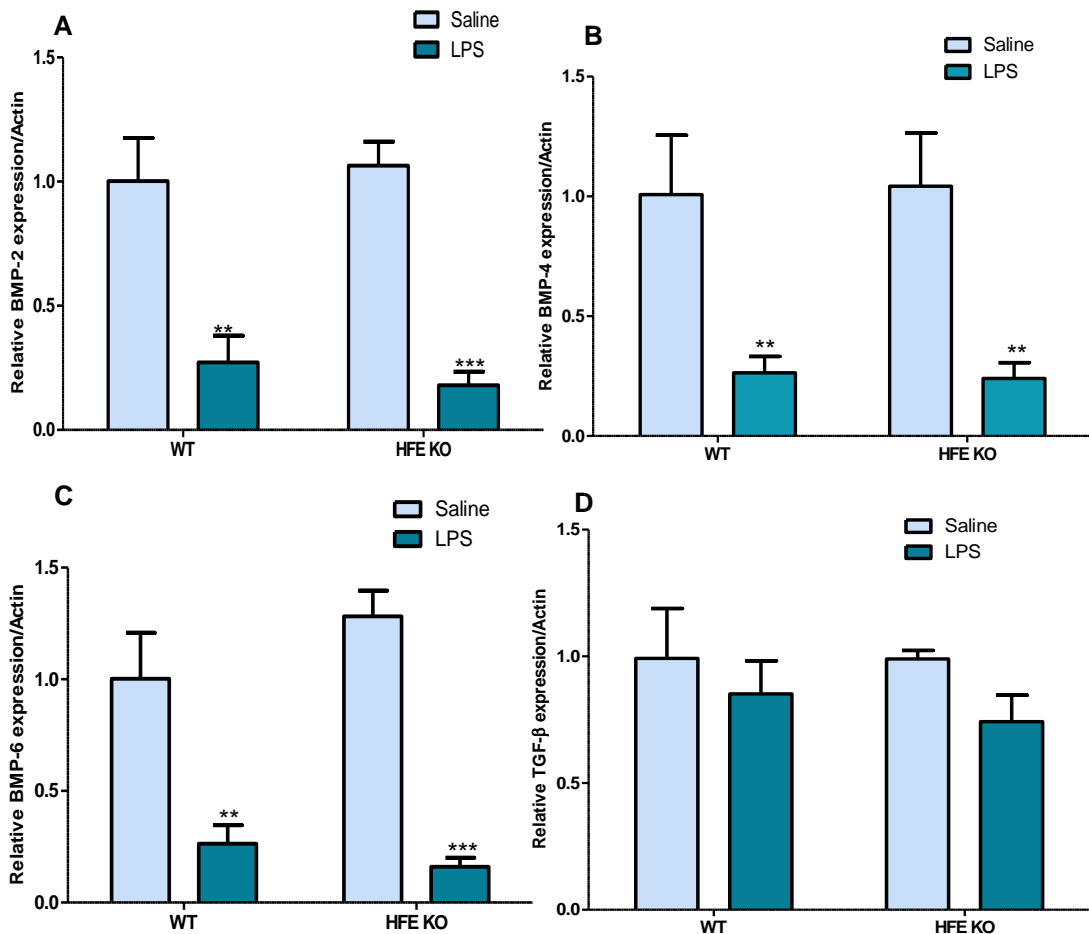 A
Saline
LPS
Relative BMP-2 expression/Actin
1.5
1.0
0.5
0.0
**
***
WT
HFE KO
B
Saline
LPS
Relative BMP-4 expression/Actin
1.5
1.0
0.5
0.0
**
**
WT
HFE KO
C
Saline
LPS
Relative BMP-6 expression/Actin
1.5
1.0
0.5
0.0
**
***
WT
HFE KO
D
Saline
LPS
Relative TGF-β expression/Actin
1.5
1.0
0.5
0.0
WT
HFE KO